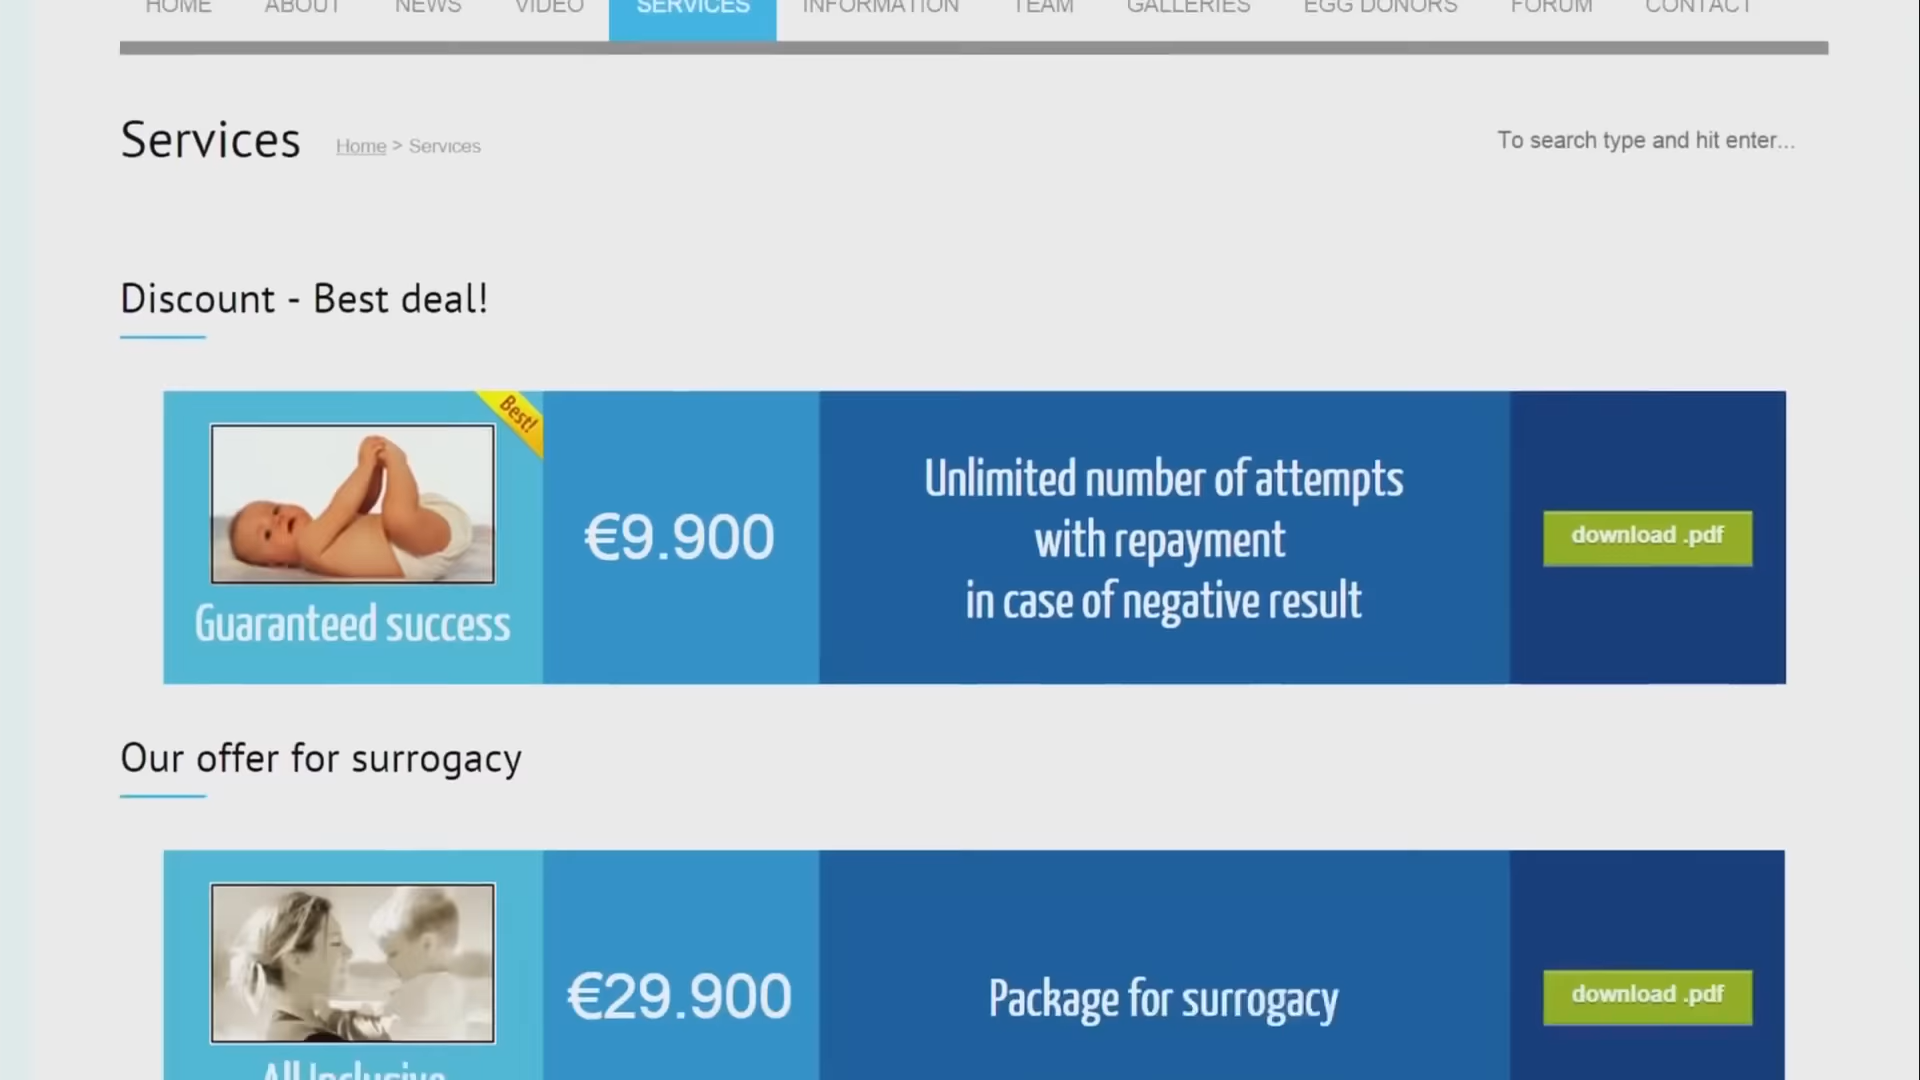 HOME ABOUT NEWS VIDEO SERVICES INFORMATION TEAM GALLERIES EGG DONORS FORUM CONTACT
Services Home > Services To search type and hit enter...
Discount - Best deal!
Best!
Guaranteed success
€9.900
Unlimited number of attempts
with repayment
in case of negative result
download .pdf
Our offer for surrogacy
All Inclusive
€29.900
Package for surrogacy
download .pdf